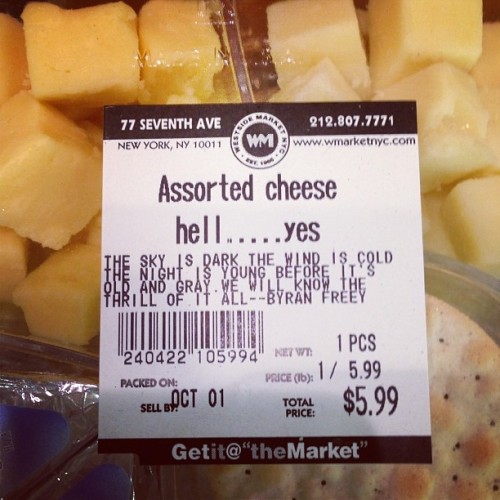 77 SEVENTH AVE
212.807.7771
WESTSIDE MARKET NYC
WM
EST. 1965
NEW YORK, NY 10011
www.wmarketnyc.com
Assorted cheese
hell.....yes
THE SKY IS DARK THE WIND IS COLD
THE NIGHT IS YOUNG BEFORE IT'S
OLD AND GRAY WE WILL KNOW THE
THRILL OF IT ALL--BYRAN FREEY
240422 105994
NET WT: 1 PCS
PRICE (lb): 1/ 5.99
PACKED ON:
SELL BY: OCT 01
TOTAL PRICE: $5.99
Getit@"theMarket"